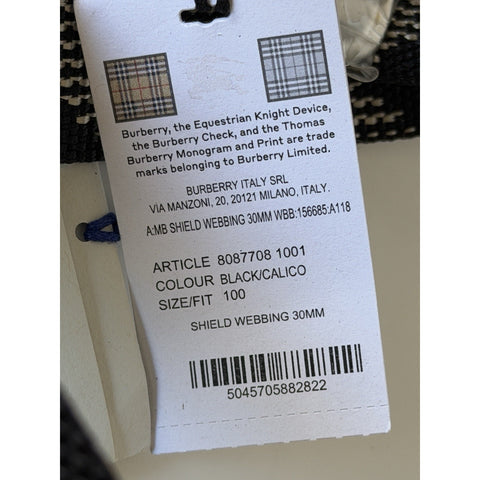 Burberry, the Equestrian Knight Device,
the Burberry Check, and the Thomas
Burberry Monogram and Print are trade
marks belonging to Burberry Limited.
BURBERRY ITALY SRL
VIA MANZONI, 20, 20121 MILANO, ITALY.
A:MB SHIELD WEBBING 30MM WBB:156685:A118
ARTICLE 8087708 1001
COLOUR BLACK/CALICO
SIZE/FIT 100
SHIELD WEBBING 30MM
5045705882822